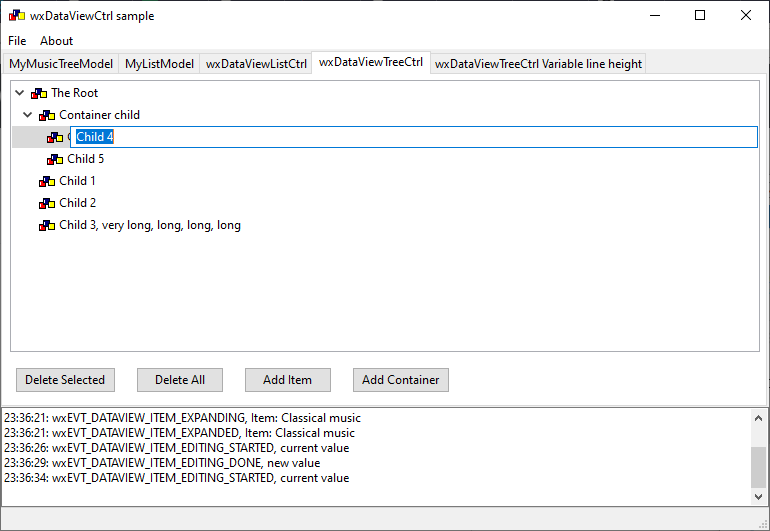 wxDataViewCtrl sample
File About
MyMusicTreeModel MyListModel wxDataViewListCtrl wxDataViewTreeCtrl wxDataViewTreeCtrl Variable line height
The Root
Container child
Child 4
Child 5
Child 1
Child 2
Child 3, very long, long, long, long
Delete Selected Delete All Add Item Add Container
23:36:21: wxEVT_DATAVIEW_ITEM_EXPANDING, Item: Classical music
23:36:21: wxEVT_DATAVIEW_ITEM_EXPANDED, Item: Classical music
23:36:26: wxEVT_DATAVIEW_ITEM_EDITING_STARTED, current value
23:36:29: wxEVT_DATAVIEW_ITEM_EDITING_DONE, new value
23:36:34: wxEVT_DATAVIEW_ITEM_EDITING_STARTED, current value